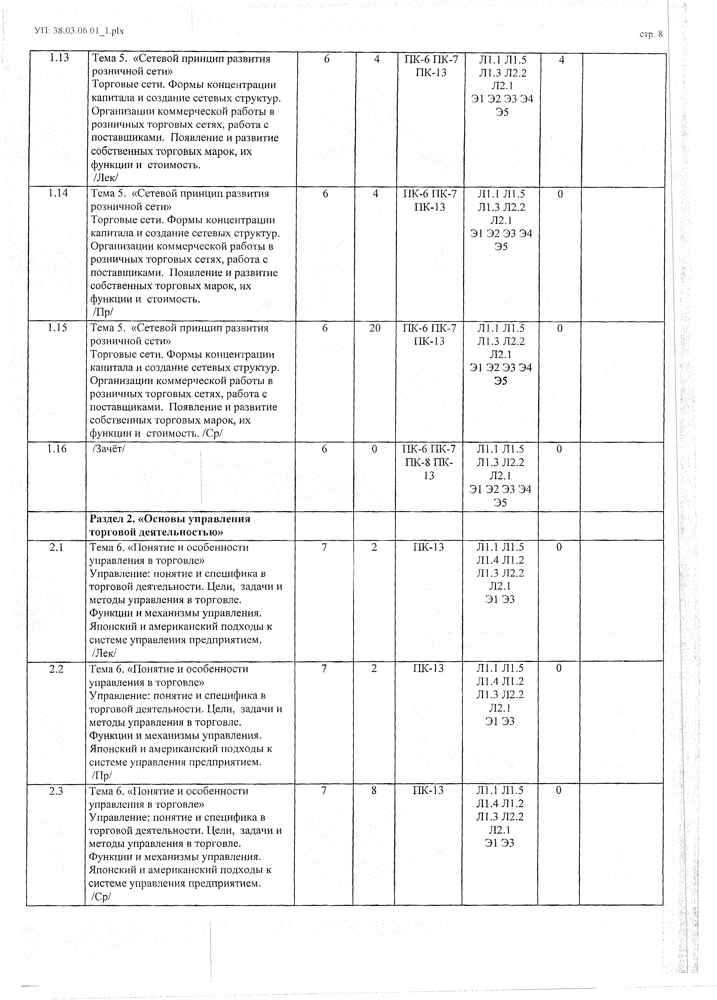 УП: 38.03.06.01_1.plx
стр. 8
1.13
Тема 5.  «Сетевой принцип развития
розничной сети»
Торговые сети. Формы концентрации
капитала и создание сетевых структур.
Организации коммерческой работы в
розничных торговых сетях, работа с
поставщиками.  Появление и развитие
собственных торговых марок, их
функции и  стоимость.
/Лек/
6
4
ПК-6 ПК-7
ПК-13
Л1.1 Л1.5
Л1.3 Л2.2
Л2.1
Э1 Э2 Э3 Э4
Э5
4
1.14
Тема 5.  «Сетевой принцип развития
розничной сети»
Торговые сети. Формы концентрации
капитала и создание сетевых структур.
Организации коммерческой работы в
розничных торговых сетях, работа с
поставщиками.  Появление и развитие
собственных торговых марок, их
функции и  стоимость.
/Пр/
6
4
ПК-6 ПК-7
ПК-13
Л1.1 Л1.5
Л1.3 Л2.2
Л2.1
Э1 Э2 Э3 Э4
Э5
0
1.15
Тема 5.  «Сетевой принцип развития
розничной сети»
Торговые сети. Формы концентрации
капитала и создание сетевых структур.
Организации коммерческой работы в
розничных торговых сетях, работа с
поставщиками.  Появление и развитие
собственных торговых марок, их
функции и  стоимость. /Ср/
6
20
ПК-6 ПК-7
ПК-13
Л1.1 Л1.5
Л1.3 Л2.2
Л2.1
Э1 Э2 Э3 Э4
Э5
0
1.16
/Зачёт/
6
0
ПК-6 ПК-7
ПК-8 ПК-
13
Л1.1 Л1.5
Л1.3 Л2.2
Л2.1
Э1 Э2 Э3 Э4
Э5
0
Раздел 2. «Основы управления
торговой деятельностью»
2.1
Тема 6. «Понятие и особенности
управления в торговле»
Управление: понятие и специфика в
торговой деятельности. Цели,  задачи и
методы управления в торговле.
Функции и механизмы управления.
Японский и американский подходы к
системе управления предприятием.
/Лек/
7
2
ПК-13
Л1.1 Л1.5
Л1.4 Л1.2
Л1.3 Л2.2
Л2.1
Э1 Э3
0
2.2
Тема 6. «Понятие и особенности
управления в торговле»
Управление: понятие и специфика в
торговой деятельности. Цели,  задачи и
методы управления в торговле.
Функции и механизмы управления.
Японский и американский подходы к
системе управления предприятием.
/Пр/
7
2
ПК-13
Л1.1 Л1.5
Л1.4 Л1.2
Л1.3 Л2.2
Л2.1
Э1 Э3
0
2.3
Тема 6. «Понятие и особенности
управления в торговле»
Управление: понятие и специфика в
торговой деятельности. Цели,  задачи и
методы управления в торговле.
Функции и механизмы управления.
Японский и американский подходы к
системе управления предприятием.
/Ср/
7
8
ПК-13
Л1.1 Л1.5
Л1.4 Л1.2
Л1.3 Л2.2
Л2.1
Э1 Э3
0